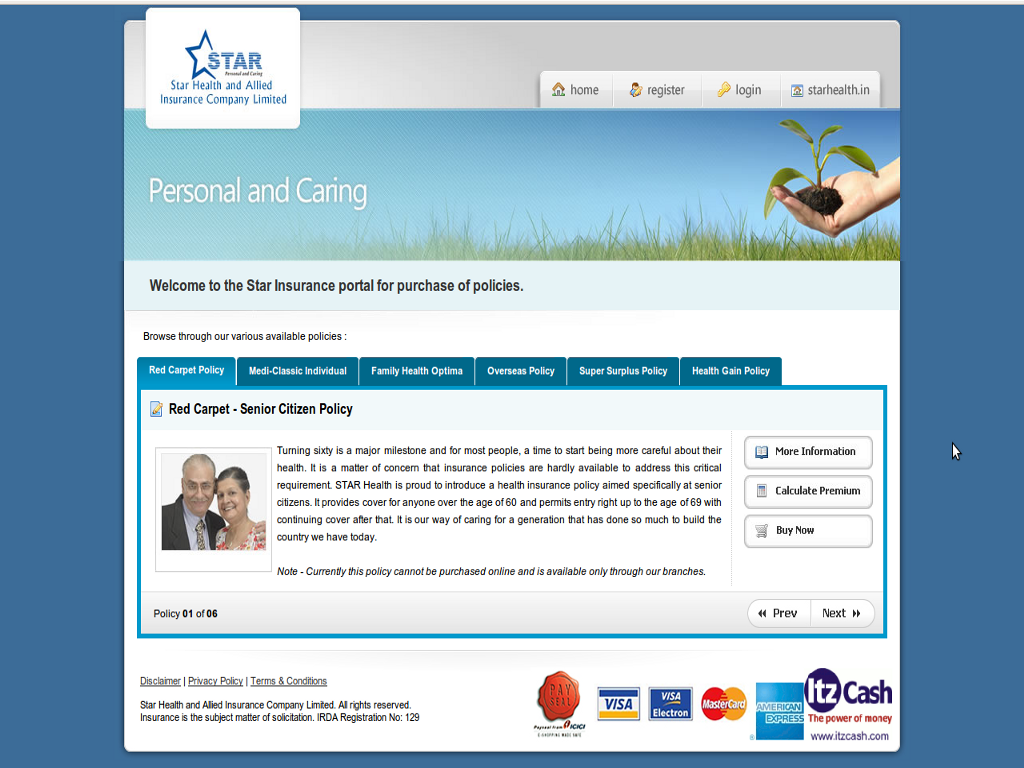 STAR
Personal and Caring
Star Health and Allied
Insurance Company Limited
home
register
login
starhealth.in
Personal and Caring
Welcome to the Star Insurance portal for purchase of policies.
Browse through our various available policies :
Red Carpet Policy
Medi-Classic Individual
Family Health Optima
Overseas Policy
Super Surplus Policy
Health Gain Policy
Red Carpet - Senior Citizen Policy
Turning sixty is a major milestone and for most people, a time to start being more careful about their
health. It is a matter of concern that insurance policies are hardly available to address this critical
requirement. STAR Health is proud to introduce a health insurance policy aimed specifically at senior
citizens. It provides cover for anyone over the age of 60 and permits entry right up to the age of 69 with
continuing cover after that. It is our way of caring for a generation that has done so much to build the
country we have today.
Note - Currently this policy cannot be purchased online and is available only through our branches.
More Information
Calculate Premium
Buy Now
Policy 01 of 06
Prev
Next
Disclaimer | Privacy Policy | Terms & Conditions
Star Health and Allied Insurance Company Limited. All rights reserved.
Insurance is the subject matter of solicitation. IRDA Registration No: 129
PAY
SEAL
Payseal from ICICI
E-SHOPPING MADE SAFE
VISA
VISA
Electron
MasterCard
AMERICAN
EXPRESS
Itz Cash
The power of money
www.itzcash.com